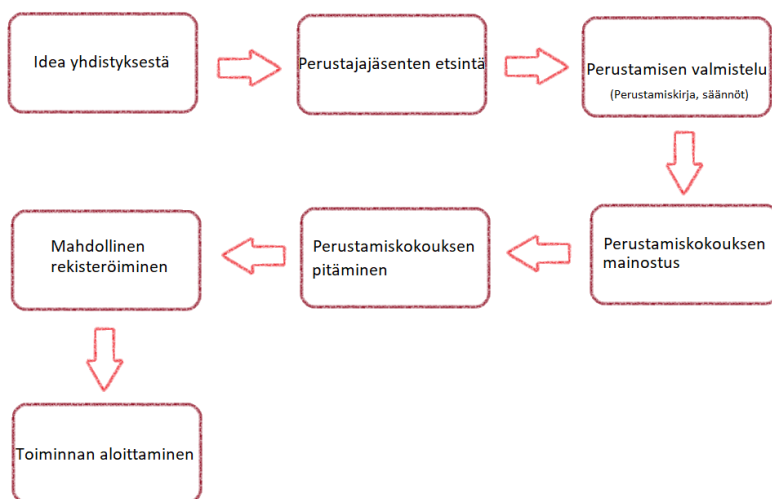 Idea yhdistyksestä
Perustajajäsenten etsintä
Perustamisen valmistelu
(Perustamiskirja, säännöt)
Perustamiskokouksen
mainostus
Perustamiskokouksen
pitäminen
Mahdollinen
rekisteröiminen
Toiminnan aloittaminen